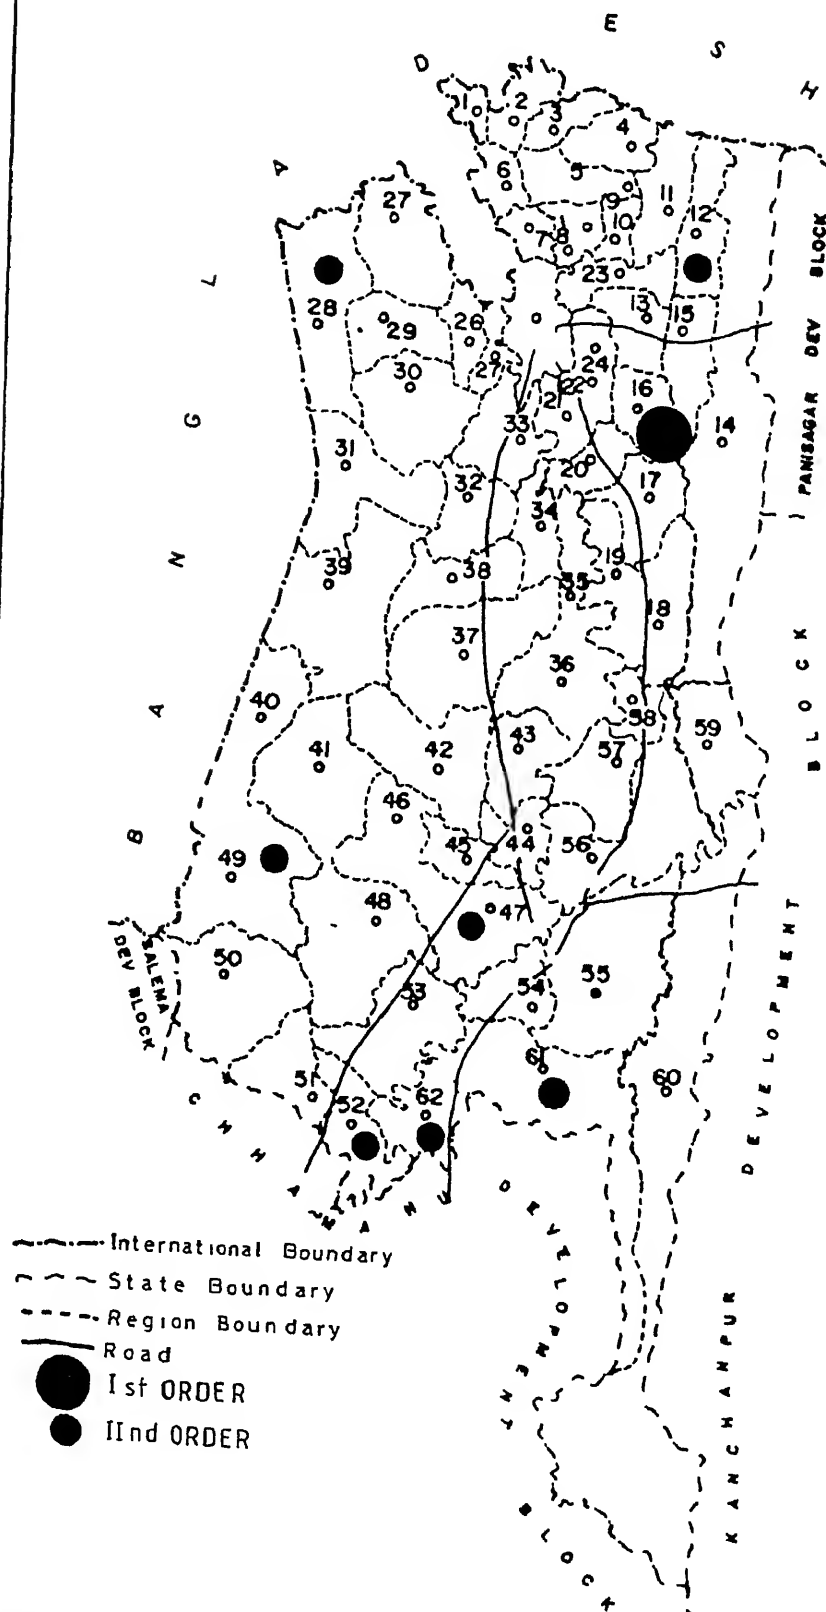 D E S H
1 2 3 4
5 6
27 9 11
7 8 10 12
23
28 29 26 13 15
27 24
30 22 16
21
33 14
31 20
32 17
34
39 38 19
35 18
37
36
40 58
43 59
41 42 57
46
45 44 56
49
48 47
50
53 54 55
61
51 60
52 62
BANGLA
PANISAGAR DEV BLOCK
SALEMA
DEV BLOCK
CHHAMANU
DEVELOPMENT
BLOCK
KANCHANPUR
DEVELOPMENT
BLOCK
International Boundary
State Boundary
Region Boundary
Road
Ist ORDER
IInd ORDER